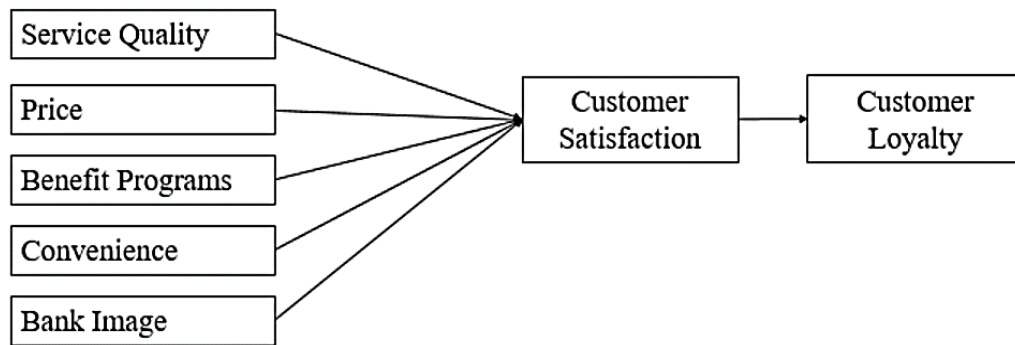 Service Quality
Price
Benefit Programs
Convenience
Bank Image
Customer
Satisfaction
Customer
Loyalty